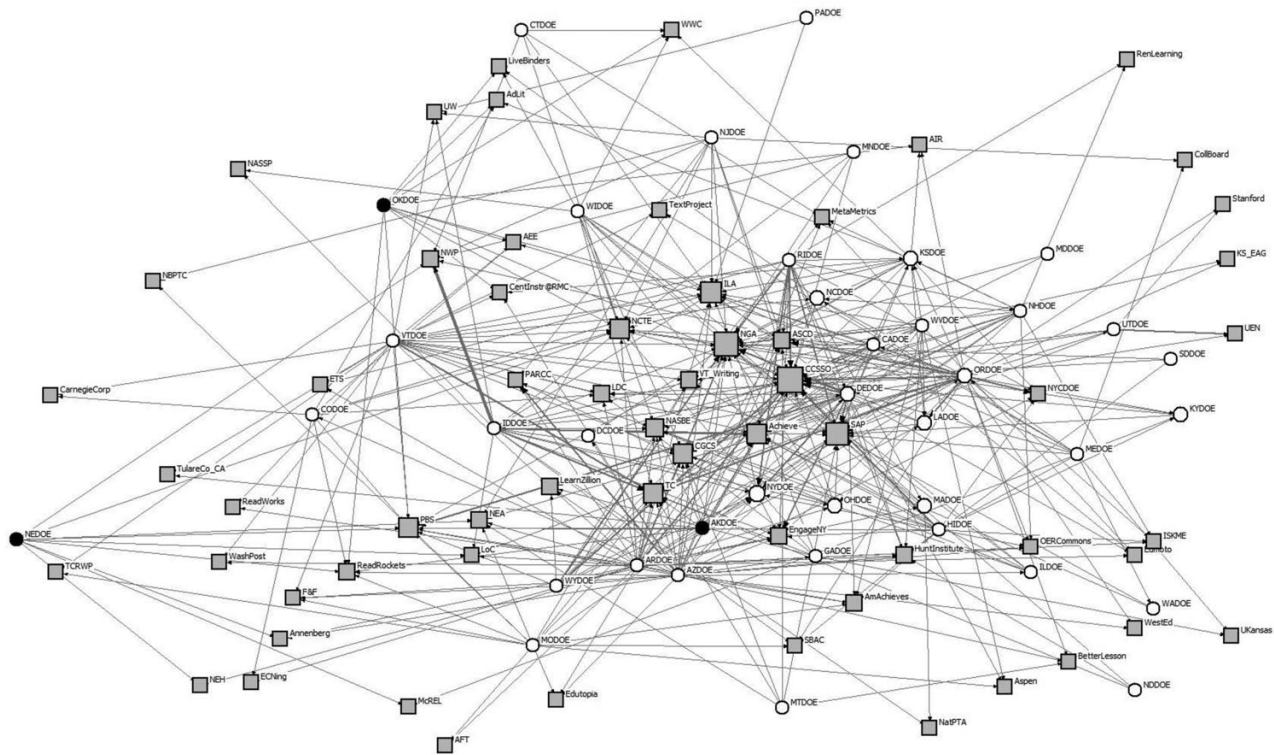 CTDOE
PADOE
WWC
LiveBinders
RenLearning
AdLit
UW
NJDOE
AIR
MNDOE
CollBoard
NASSP
OKDOE
WIDOE
TextProject
MetaMetrics
Stanford
AEE
NWP
KSDOE
MDDOE
KS_EAG
RIDOE
NBPTC
CentInstr@RMC
ILA
NCDOE
NHDOE
NCTE
WVDOE
UTDOE
UEN
VTDOE
NGA
ASCD
CADOE
SDDOE
ETS
PARCC
VT_Writing
CCSSO
ORDOE
CarnegieCorp
LDC
DEDOE
NYCDOE
CODOE
KYDOE
IDDOE
DCDOE
NASBE
Achieve
SAP
LADOE
CGCS
MEDOE
TulareCo_CA
LearnZillion
TC
NYDOE
ReadWorks
OHDOE
MADOE
PBS
NEA
AKDOE
HIDOE
NEDOE
EngageNY
OERCommons
ISKME
WashPost
LoC
GADOE
HuntInstitute
TCRWP
ReadRockets
ARDOE
AZDOE
ILDOE
WYDOE
F&F
AmAchieves
WADOE
Annenberg
MODOE
SBAC
WestEd
UKansas
BetterLesson
NEH
ECNing
Aspen
NDDOE
McREL
Edutopia
MTDOE
NatPTA
AFT